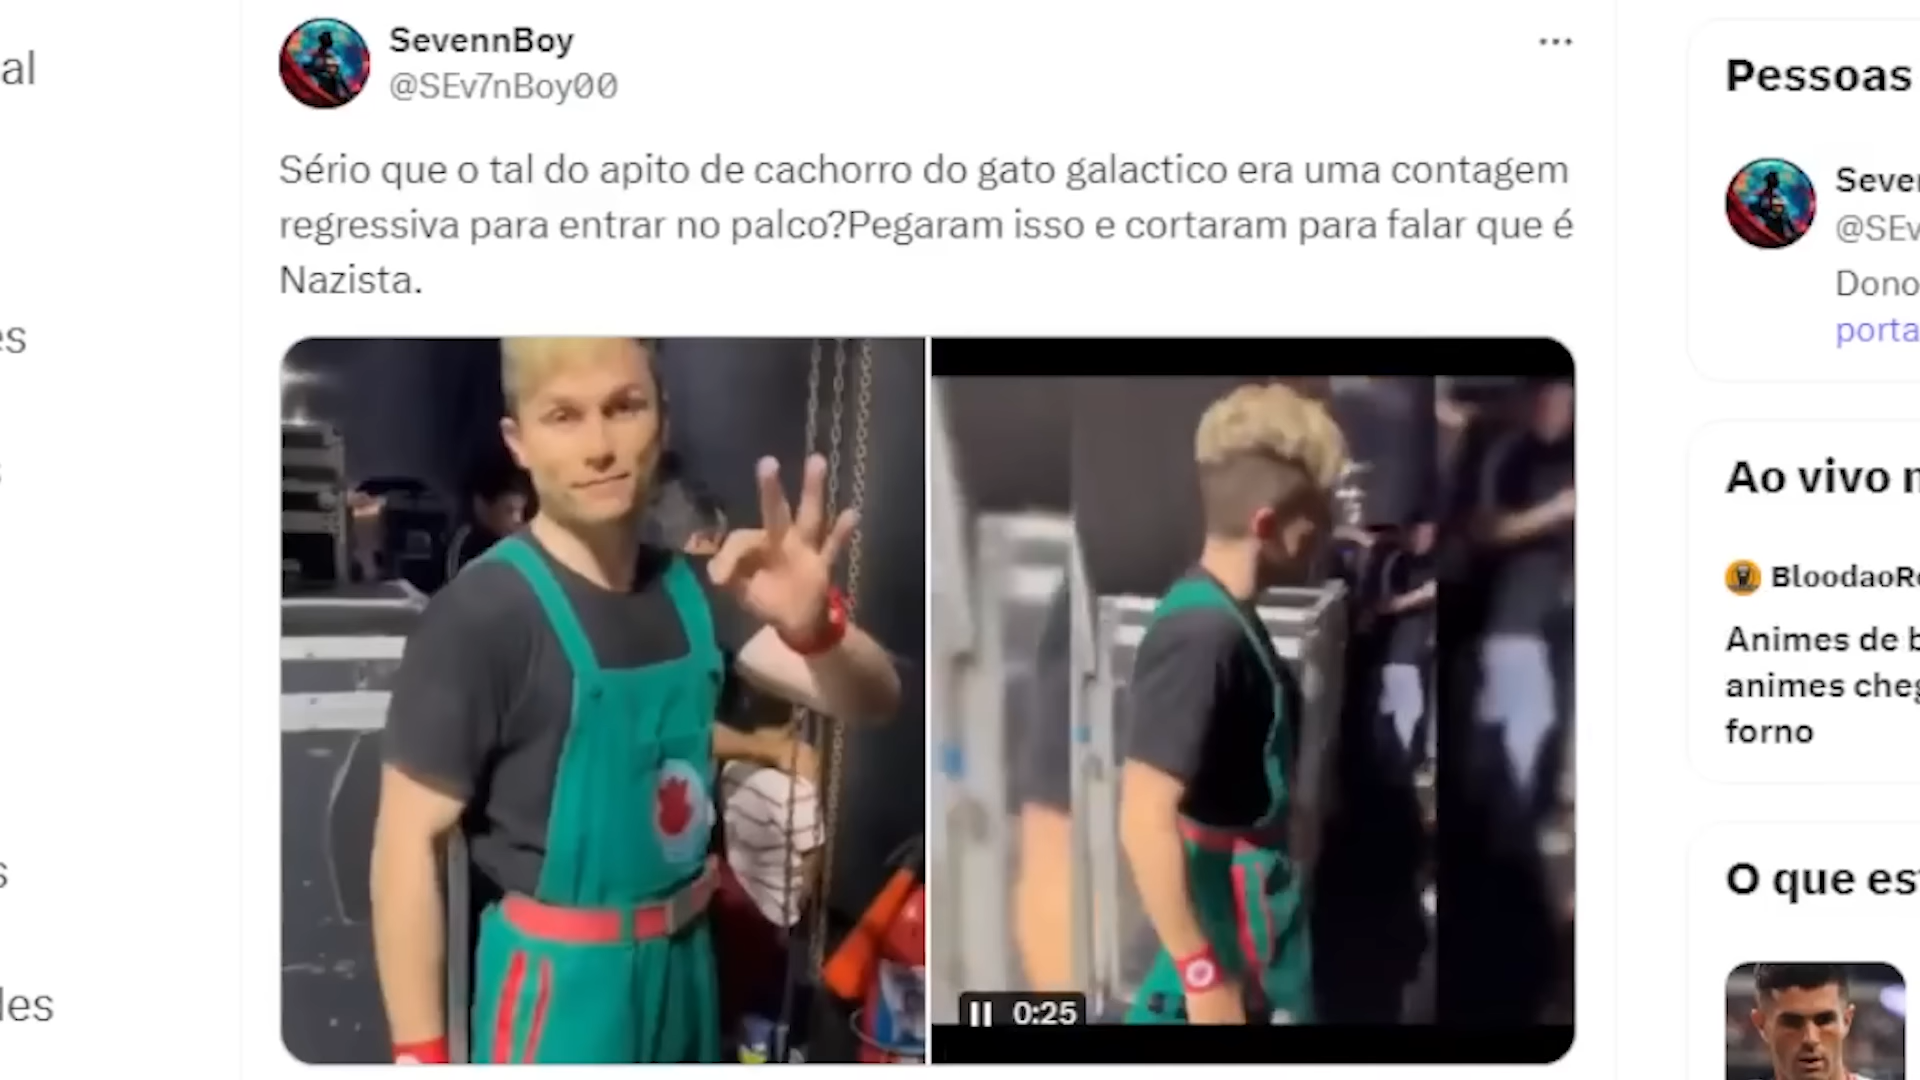 al
es
s
les
SevennBoy
@SEv7nBoy00
Sério que o tal do apito de cachorro do gato galactico era uma contagem
regressiva para entrar no palco?Pegaram isso e cortaram para falar que é
Nazista.
0:25
Pessoas
Seve
@SEv
Dono
porta
Ao vivo n
BloodaoRe
Animes de b
animes cheg
forno
O que es